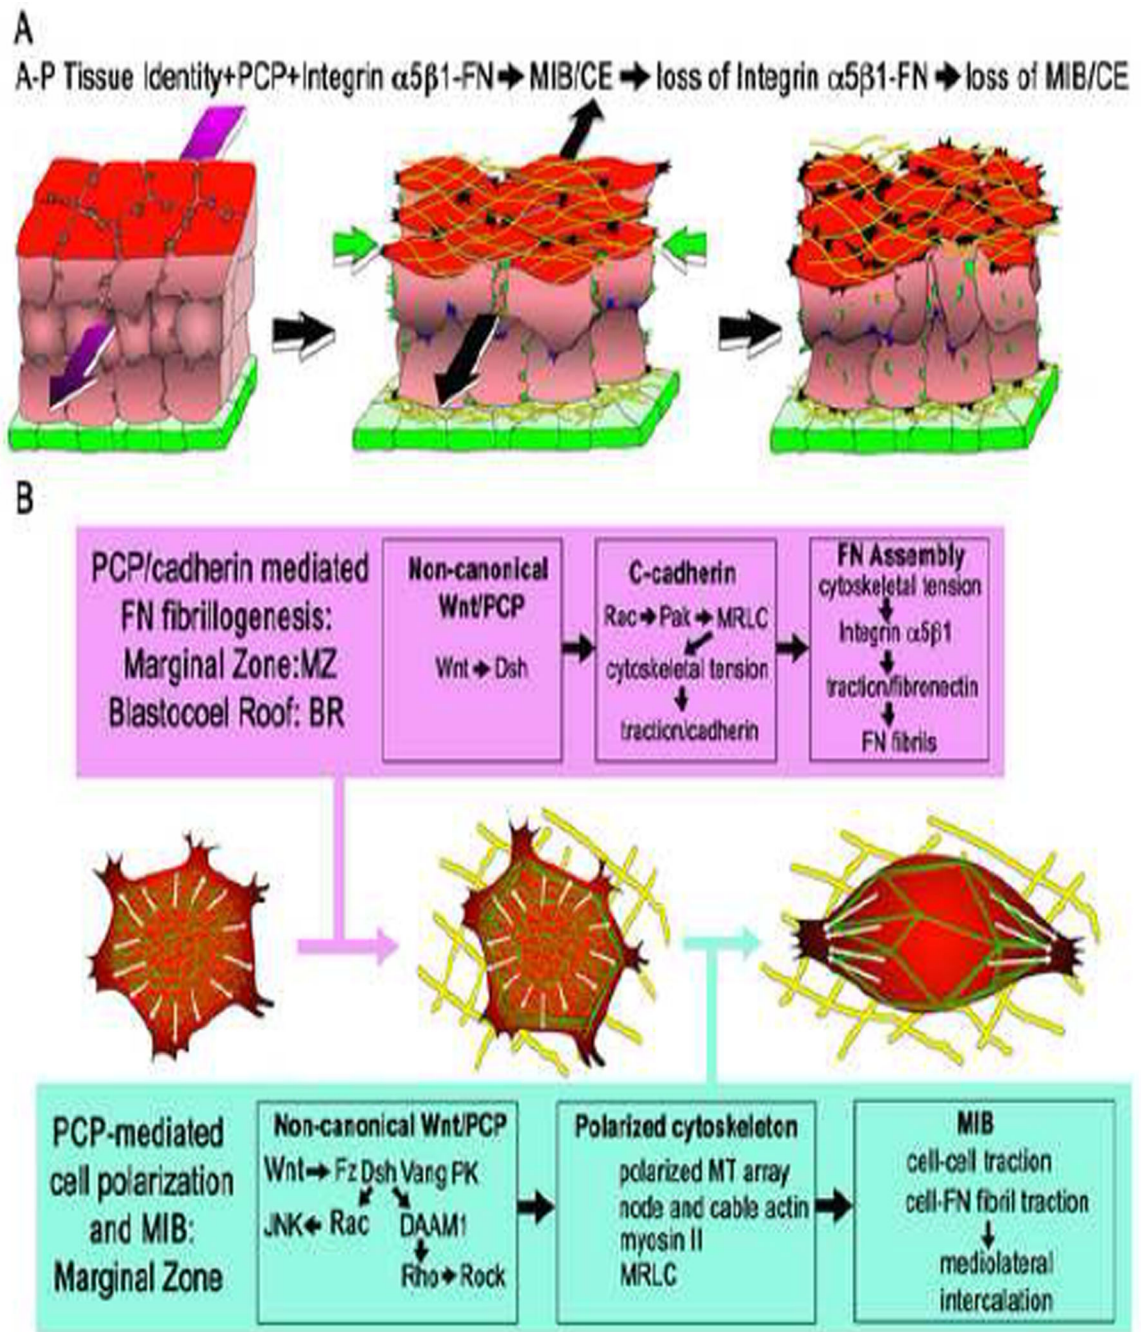 A
A-P Tissue Identity+PCP+Integrin α5β1-FN➔MIB/CE ➔ loss of Integrin α5β1-FN ➔ loss of MIB/CE
B
PCP/cadherin mediated
FN fibrillogenesis:
Marginal Zone:MZ
Blastocoel Roof: BR
Non-canonical
Wnt/PCP
Wnt ➔ Dsh
C-cadherin
Rac➔Pak ➔MRLC
cytoskeletal tension
traction/cadherin
FN Assembly
cytoskeletal tension
Integrin α5β1
traction/fibronectin
FN fibrils
PCP-mediated
cell polarization
and MIB:
Marginal Zone
Non-canonical Wnt/PCP
Wnt➔Fz Dsh Vang PK
JNK← Rac DAAM1
Rho➔Rock
Polarized cytoskeleton
polarized MT array
node and cable actin
myosin II
MRLC
MIB
cell-cell traction
cell-FN fibril traction
mediolateral
intercalation